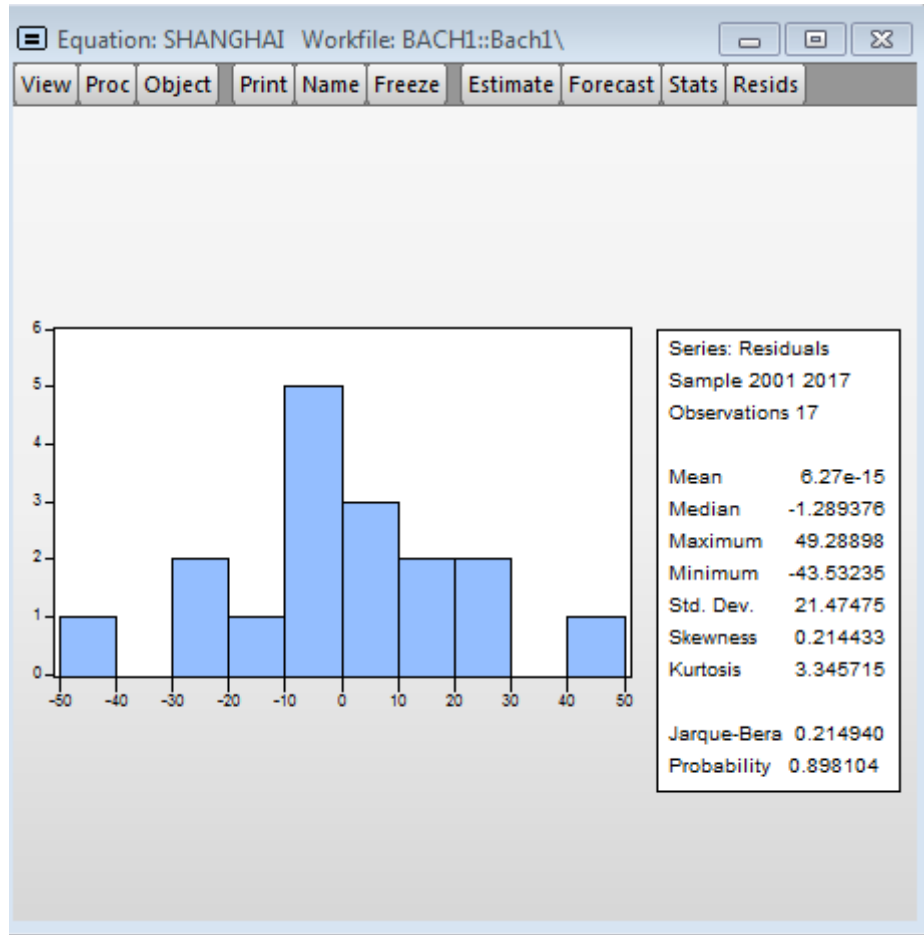 Equation: SHANGHAI Workfile: BACH1::Bach1\
View Proc Object Print Name Freeze Estimate Forecast Stats Resids
6
5
4
3
2
1
0
-50 -40 -30 -20 -10 0 10 20 30 40 50
Series: Residuals
Sample 2001 2017
Observations 17
Mean 6.27e-15
Median -1.289376
Maximum 49.28898
Minimum -43.53235
Std. Dev. 21.47475
Skewness 0.214433
Kurtosis 3.345715
Jarque-Bera 0.214940
Probability 0.898104